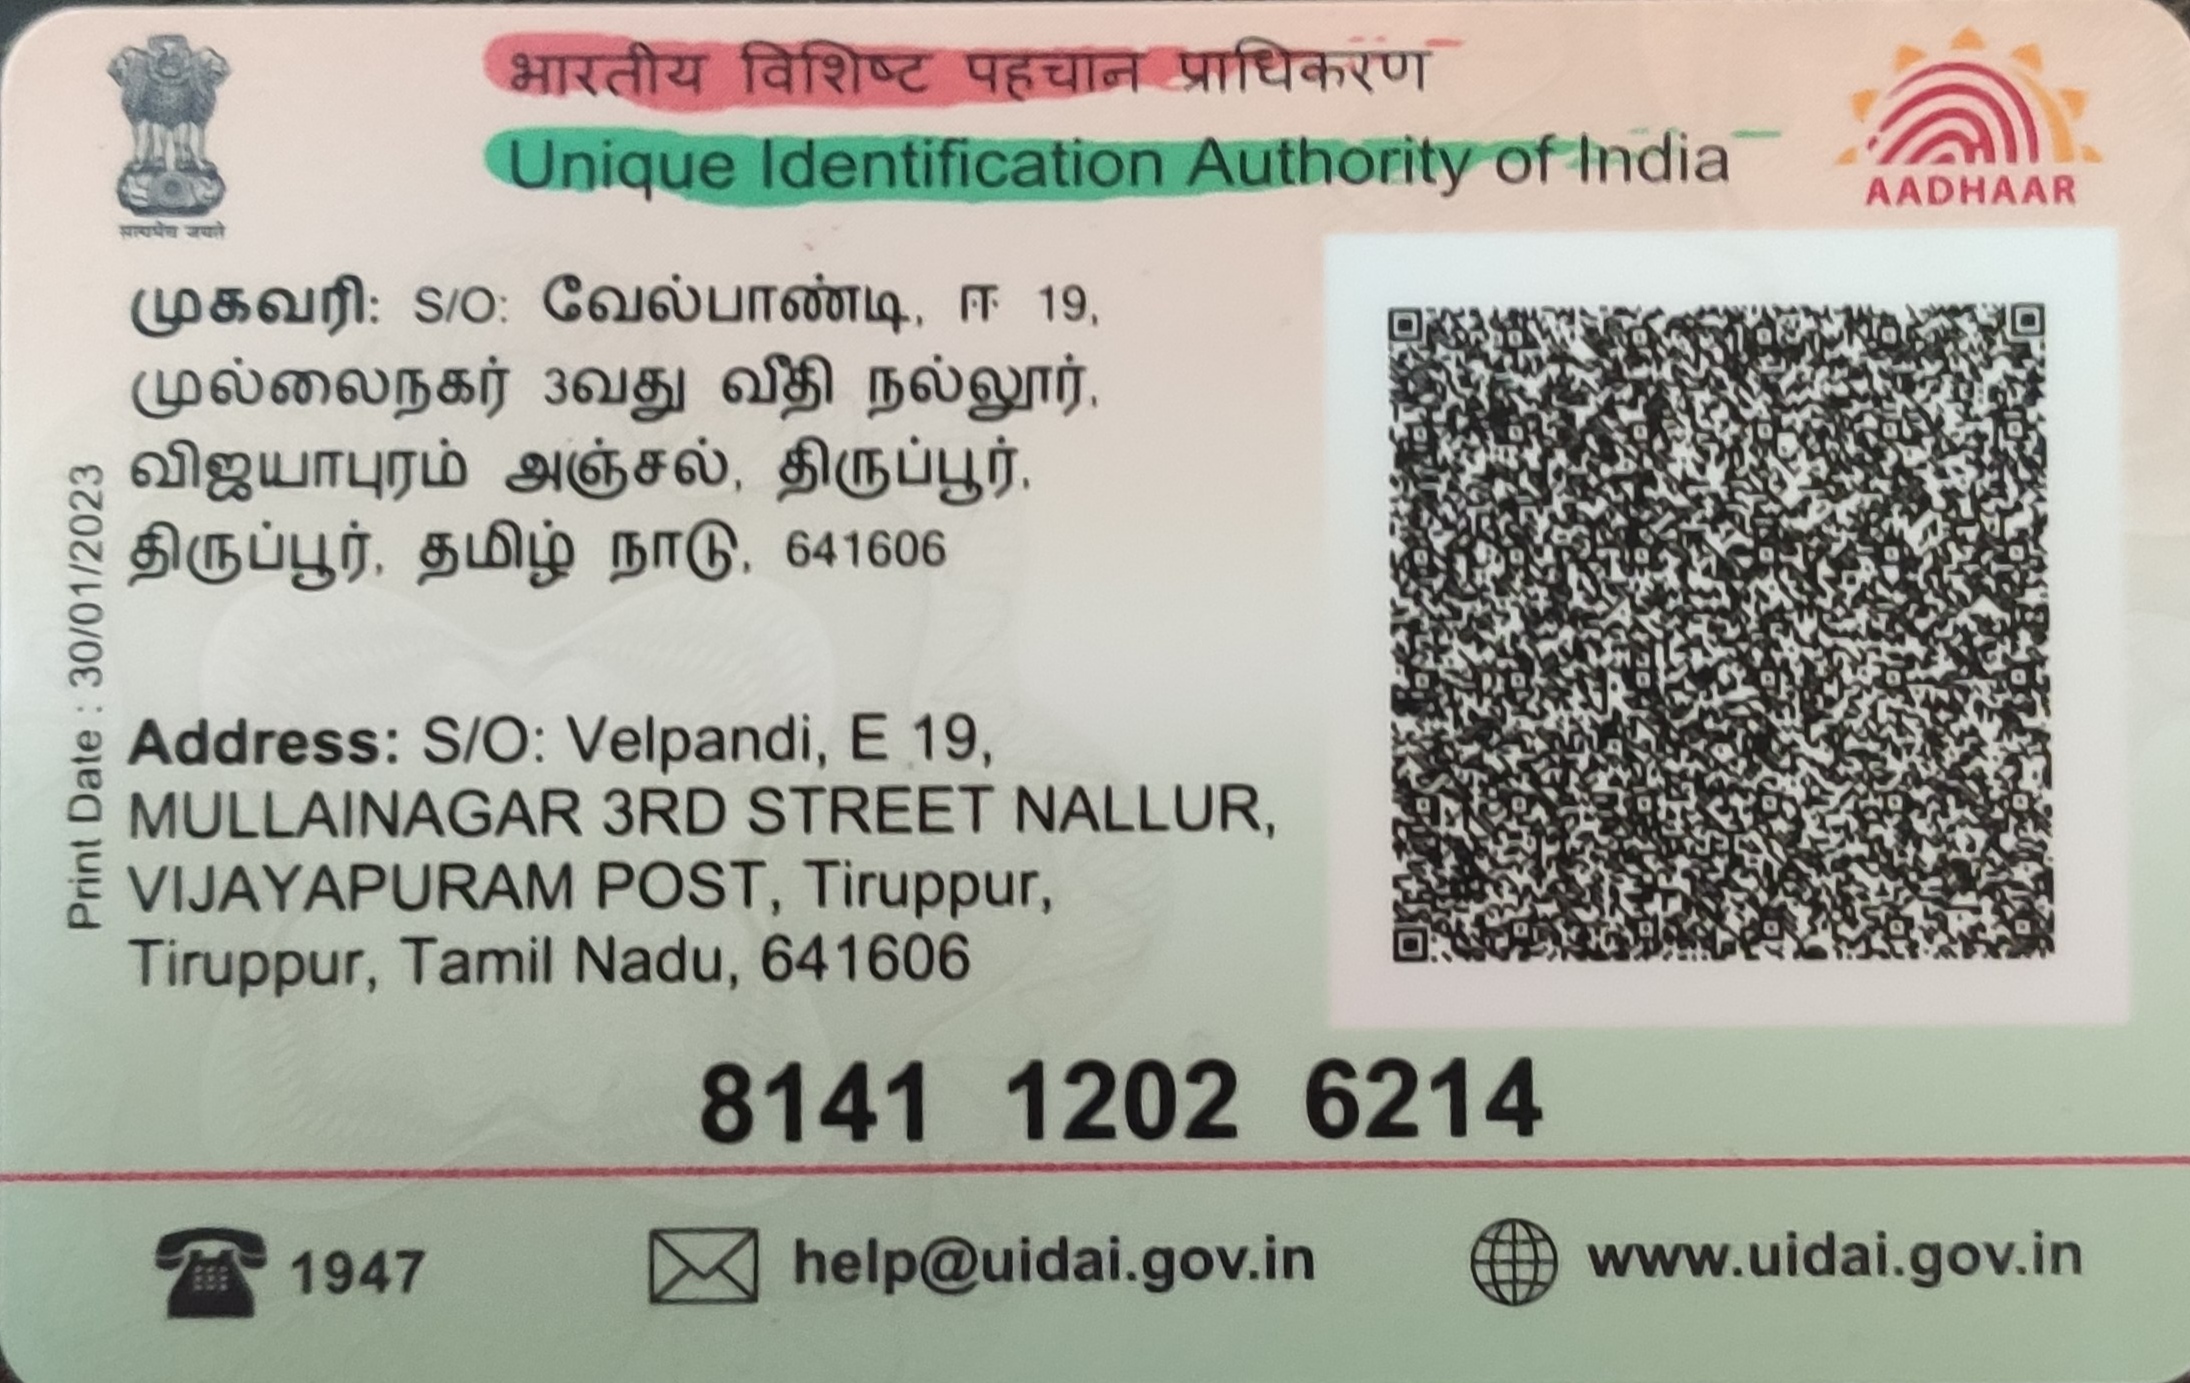 भारतीय विशिष्ट पहचान प्राधिकरण
Unique Identification Authority of India
AADHAAR
सत्यमेव जयते
முகவரி: S/O: வேல்பாண்டி, ஈ 19,
முல்லைநகர் 3வது வீதி நல்லூர்,
விஜயாபுரம் அஞ்சல், திருப்பூர்,
திருப்பூர், தமிழ் நாடு, 641606
Print Date : 30/01/2023
Address: S/O: Velpandi, E 19,
MULLAINAGAR 3RD STREET NALLUR,
VIJAYAPURAM POST, Tiruppur,
Tiruppur, Tamil Nadu, 641606
8141 1202 6214
1947
help@uidai.gov.in
www.uidai.gov.in